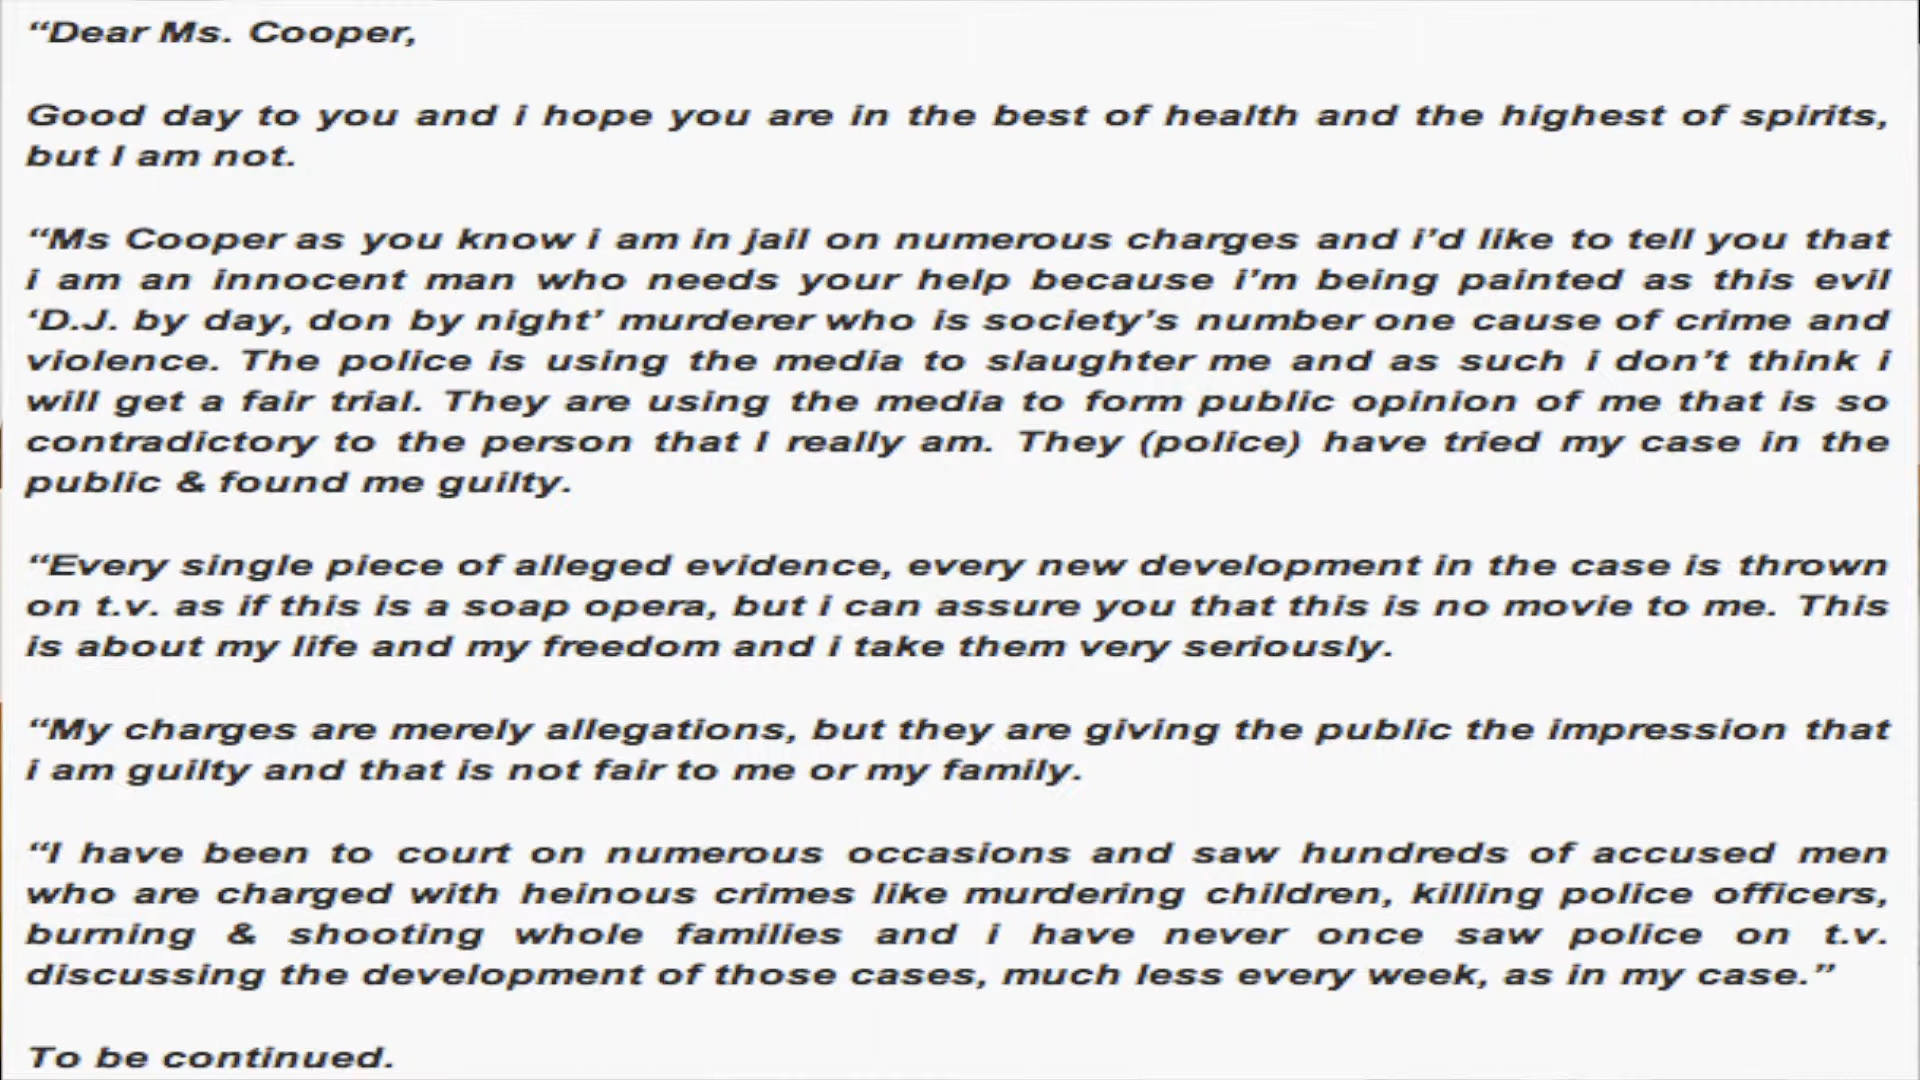 “Dear Ms. Cooper,
Good day to you and i hope you are in the best of health and the highest of spirits,
but I am not.
“Ms Cooper as you know i am in jail on numerous charges and i’d like to tell you that
i am an innocent man who needs your help because i’m being painted as this evil
‘D.J. by day, don by night’ murderer who is society’s number one cause of crime and
violence. The police is using the media to slaughter me and as such i don’t think i
will get a fair trial. They are using the media to form public opinion of me that is so
contradictory to the person that I really am. They (police) have tried my case in the
public & found me guilty.
“Every single piece of alleged evidence, every new development in the case is thrown
on t.v. as if this is a soap opera, but i can assure you that this is no movie to me. This
is about my life and my freedom and i take them very seriously.
“My charges are merely allegations, but they are giving the public the impression that
i am guilty and that is not fair to me or my family.
“I have been to court on numerous occasions and saw hundreds of accused men
who are charged with heinous crimes like murdering children, killing police officers,
burning & shooting whole families and i have never once saw police on t.v.
discussing the development of those cases, much less every week, as in my case.”
To be continued.